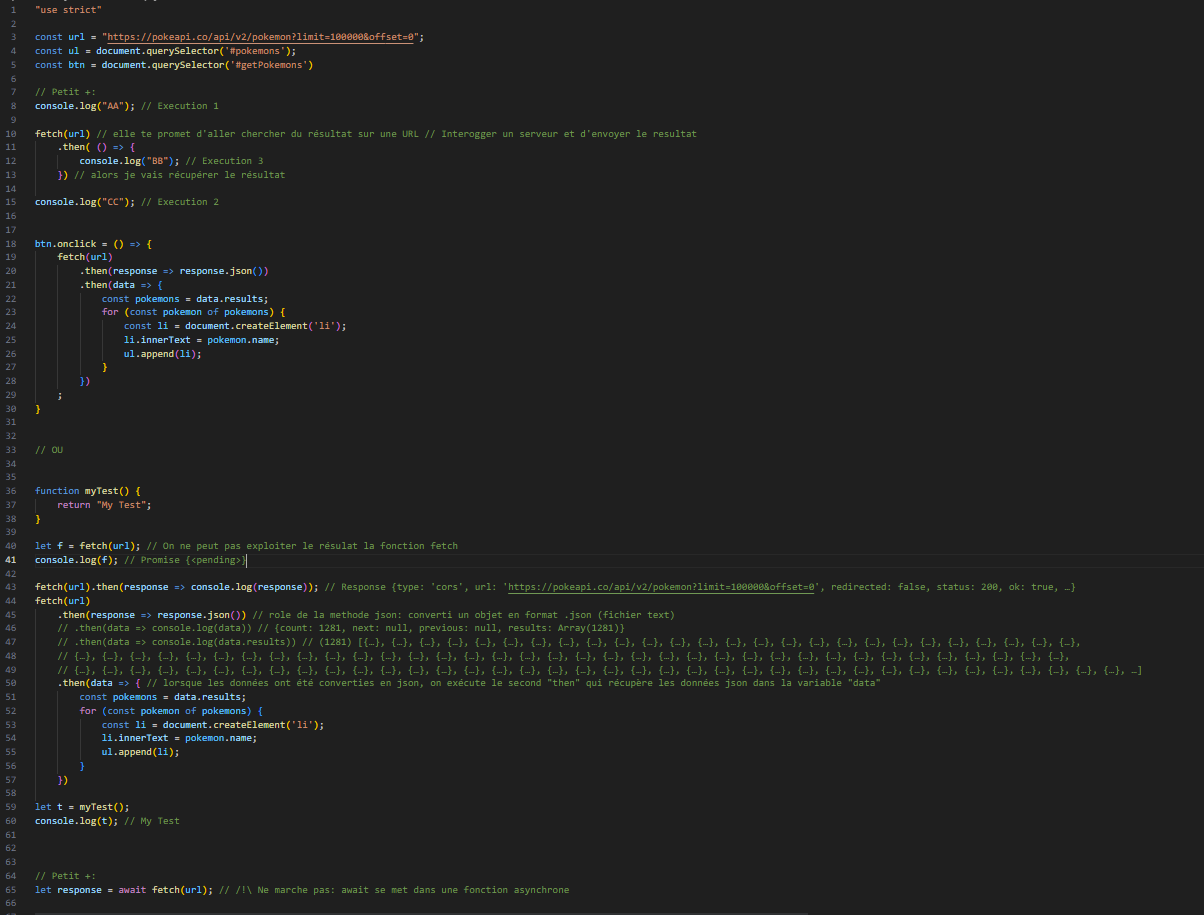 1 "use strict"
2
3 const url = "https://pokeapi.co/api/v2/pokemon?limit=100000&offset=0";
4 const ul = document.querySelector('#pokemons');
5 const btn = document.querySelector('#getPokemons')
6
7 // Petit +:
8 console.log("AA"); // Execution 1
9
10 fetch(url) // elle te promet d'aller chercher du résultat sur une URL // Interogger un serveur et d'envoyer le resultat
11 .then( () => {
12 console.log("BB"); // Execution 3
13 }) // alors je vais récupérer le résultat
14
15 console.log("CC"); // Execution 2
16
17
18 btn.onclick = () => {
19 fetch(url)
20 .then(response => response.json())
21 .then(data => {
22 const pokemons = data.results;
23 for (const pokemon of pokemons) {
24 const li = document.createElement('li');
25 li.innerText = pokemon.name;
26 ul.append(li);
27 }
28 })
29 ;
30 }
31
32
33 // OU
34
35
36 function myTest() {
37 return "My Test";
38 }
39
40 let f = fetch(url); // On ne peut pas exploiter le résulat la fonction fetch
41 console.log(f); // Promise {<pending>}
42
43 fetch(url).then(response => console.log(response)); // Response {type: 'cors', url: 'https://pokeapi.co/api/v2/pokemon?limit=100000&offset=0', redirected: false, status: 200, ok: true, …}
44 fetch(url)
45 .then(response => response.json()) // role de la methode json: converti un objet en format .json (fichier text)
46 // .then(data => console.log(data)) // {count: 1281, next: null, previous: null, results: Array(1281)}
47 // .then(data => console.log(data.results)) // (1281) [{…}, {…}, {…}, {…}, {…}, {…}, {…}, {…}, {…}, {…}, {…}, {…}, {…}, {…}, {…}, {…}, {…}, {…}, {…}, {…}, {…}, {…}, {…}, {…}, {…}, {…},
48 // {…}, {…}, {…}, {…}, {…}, {…}, {…}, {…}, {…}, {…}, {…}, {…}, {…}, {…}, {…}, {…}, {…}, {…}, {…}, {…}, {…}, {…}, {…}, {…}, {…}, {…}, {…}, {…}, {…}, {…}, {…}, {…}, {…}, {…}, {…}, {…},
49 // {…}, {…}, {…}, {…}, {…}, {…}, {…}, {…}, {…}, {…}, {…}, {…}, {…}, {…}, {…}, {…}, {…}, {…}, {…}, {…}, {…}, {…}, {…}, {…}, {…}, {…}, {…}, {…}, {…}, {…}, {…}, {…}, {…}, {…}, {…}, {…}, {…}, {…}, …]
50 .then(data => { // lorsque les données ont été converties en json, on exécute le second "then" qui récupère les données json dans la variable "data"
51 const pokemons = data.results;
52 for (const pokemon of pokemons) {
53 const li = document.createElement('li');
54 li.innerText = pokemon.name;
55 ul.append(li);
56 }
57 })
58
59 let t = myTest();
60 console.log(t); // My Test
61
62
63
64 // Petit +:
65 let response = await fetch(url); // /!\ Ne marche pas: await se met dans une fonction asynchrone
66